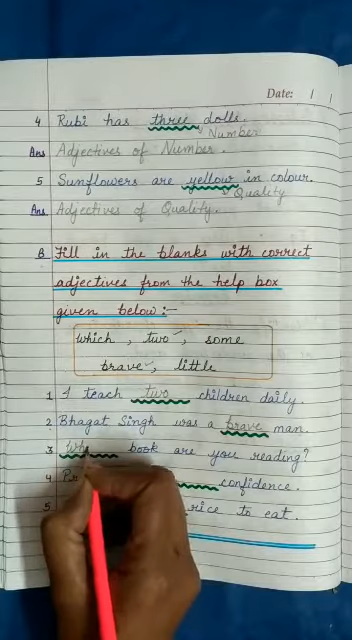 Date: / /
4 Rubi has three dolls.
Number
Ans Adjectives of Number.
5 Sunflowers are yellow in colour.
Quality
Ans. Adjectives of Quality.
B Fill in the blanks with correct
adjectives from the help box
given below :-
which , two , some
brave , little
1 I teach two children daily.
2 Bhagat Singh was a brave man.
3 Wh book are you reading?
4 confidence.
5 rice to eat.